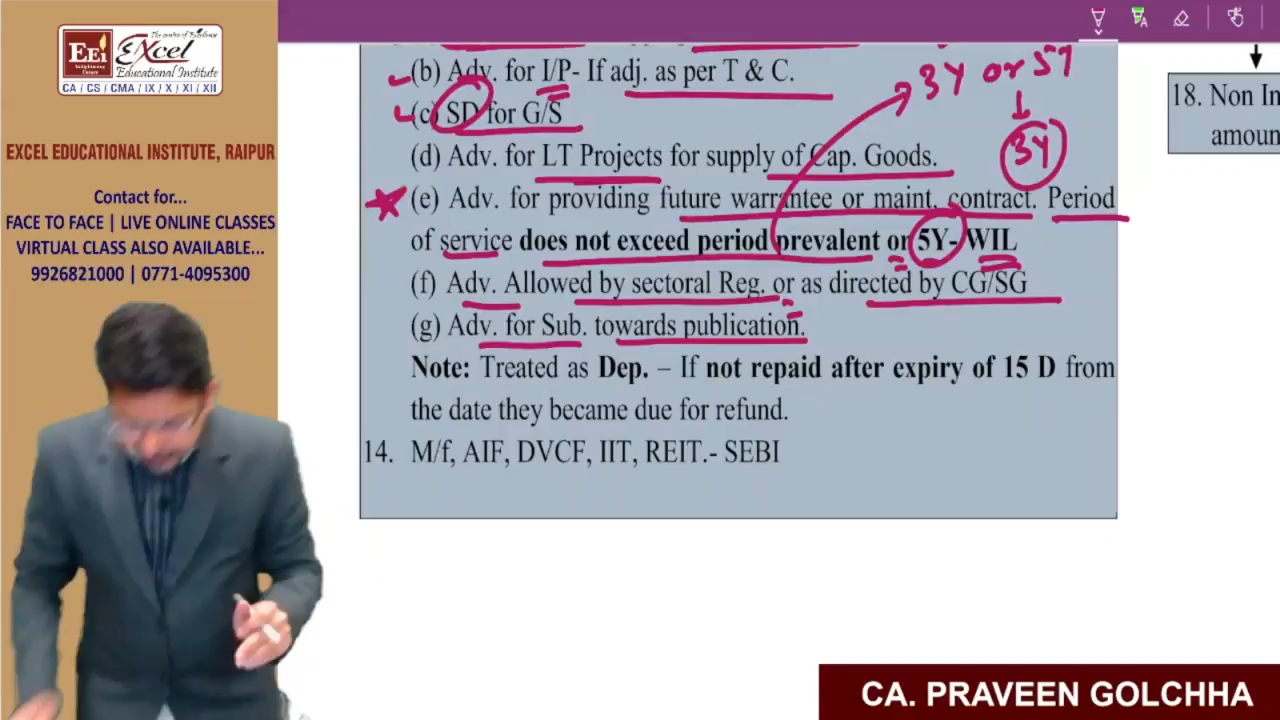 The centre of Excellence
EEi
Enlightening Future
Excel
Educational Institute
CA / CS / CMA / IX / X / XI / XII
EXCEL EDUCATIONAL INSTITUTE, RAIPUR
Contact for...
FACE TO FACE | LIVE ONLINE CLASSES
VIRTUAL CLASS ALSO AVAILABLE...
9926821000 | 0771-4095300
3Y or 5Y
3Y
(b) Adv. for I/P- If adj. as per T & C.
(c) SD for G/S
(d) Adv. for LT Projects for supply of Cap. Goods.
(e) Adv. for providing future warrantee or maint. contract. Period
of service does not exceed period prevalent or 5Y- WIL
(f) Adv. Allowed by sectoral Reg. or as directed by CG/SG
(g) Adv. for Sub. towards publication.
Note: Treated as Dep. – If not repaid after expiry of 15 D from
the date they became due for refund.
14. M/f, AIF, DVCF, IIT, REIT.- SEBI
18. Non In
amoun
CA. PRAVEEN GOLCHHA